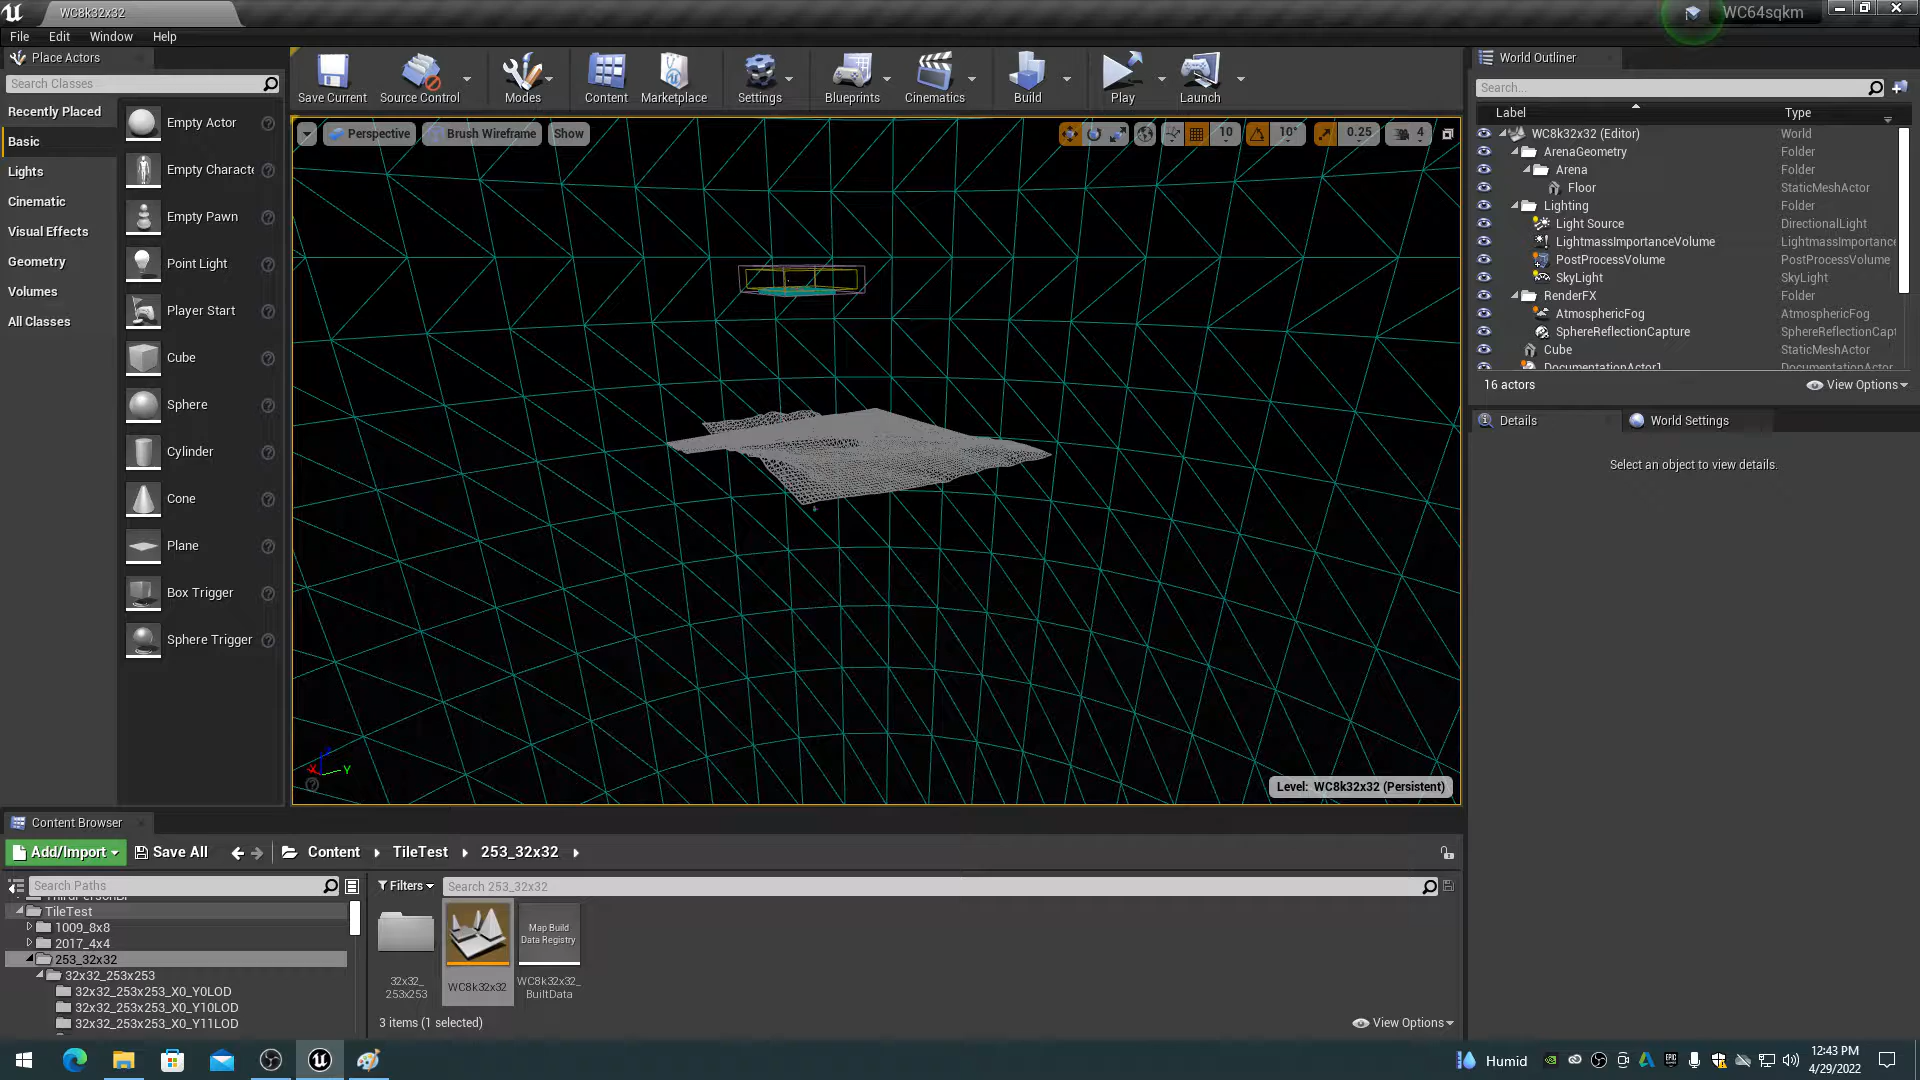 WC8k32x32
WC64sqkm
File
Edit
Window
Help
Place Actors
Search Classes
Recently Placed
Basic
Lights
Cinematic
Visual Effects
Geometry
Volumes
All Classes
Empty Actor
Empty Characte
Empty Pawn
Point Light
Player Start
Cube
Sphere
Cylinder
Cone
Plane
Box Trigger
Sphere Trigger
Save Current
Source Control
Modes
Content
Marketplace
Settings
Blueprints
Cinematics
Build
Play
Launch
Perspective
Brush Wireframe
Show
10
10°
0.25
4
X
Y
Level: WC8k32x32 (Persistent)
World Outliner
Search...
Label
Type
WC8k32x32 (Editor)
World
ArenaGeometry
Folder
Arena
Folder
Floor
StaticMeshActor
Lighting
Folder
Light Source
DirectionalLight
LightmassImportanceVolume
LightmassImportance
PostProcessVolume
PostProcessVolume
SkyLight
SkyLight
RenderFX
Folder
AtmosphericFog
AtmosphericFog
SphereReflectionCapture
SphereReflectionCapt
Cube
StaticMeshActor
DocumentationActor1
DocumentationActor
16 actors
View Options
Details
World Settings
Select an object to view details.
Content Browser
Add/Import
Save All
Content
TileTest
253_32x32
Search Paths
Filters
Search 253_32x32
TileTest
1009_8x8
2017_4x4
253_32x32
32x32_253x253
32x32_253x253_X0_Y0LOD
32x32_253x253_X0_Y10LOD
32x32_253x253_X0_Y11LOD
32x32_
253x253
WC8k32x32
Map Build
Data Registry
WC8k32x32_
BuiltData
3 items (1 selected)
View Options
Humid
12:43 PM
4/29/2022